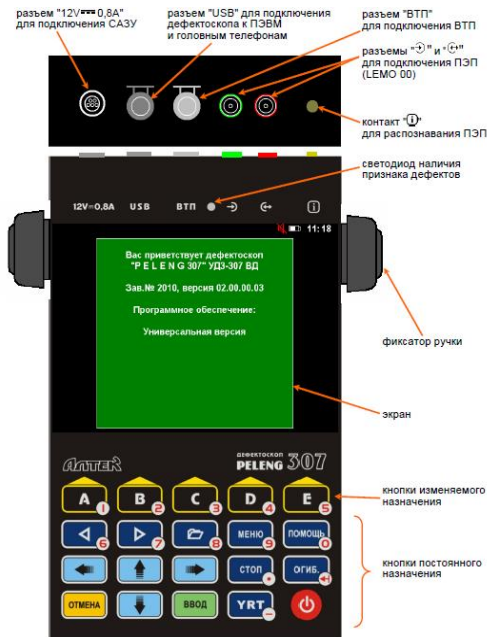 разъем "12V⎓0,8А"
для подключения САЗУ
разъем "USB" для подключения
дефектоскопа к ПЭВМ
и головным телефонам
разъем "ВТП"
для подключения ВТП
разъемы "" и ""
для подключения ПЭП
(LEMO 00)
контакт "i"
для распознавания ПЭП
светодиод наличия
признака дефектов
12V=0,8А USB ВТП i
11:18
Вас приветствует дефектоскоп
"P E L E N G 307" УДЗ-307 ВД
Зав.№ 2010, версия 02.00.00.03
Программное обеспечение:
Универсальная версия
фиксатор ручки
экран
АЛТЕК
ДЕФЕКТОСКОП
PELENG 307
A 1 B 2 C 3 D 4 E 5
кнопки изменяемого
назначения
6 7 8 МЕНЮ 9 ПОМОЩЬ 0
СТОП • ОГИБ.
кнопки постоянного
назначения
ОТМЕНА ВВОД YRT −